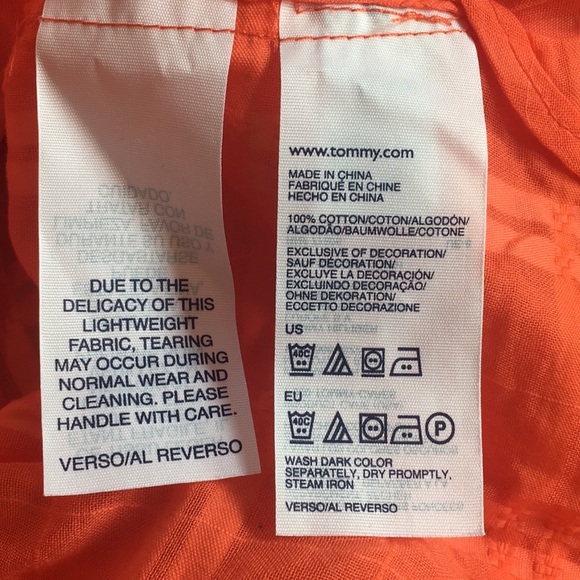 DUE TO THE
DELICACY OF THIS
LIGHTWEIGHT
FABRIC, TEARING
MAY OCCUR DURING
NORMAL WEAR AND
CLEANING. PLEASE
HANDLE WITH CARE.
VERSO/AL REVERSO
www.tommy.com
MADE IN CHINA
FABRIQUÉ EN CHINE
HECHO EN CHINA
100% COTTON/COTON/ALGODÓN/
ALGODÃO/BAUMWOLLE/COTONE
EXCLUSIVE OF DECORATION/
SAUF DÉCORATION/
EXCLUYE LA DECORACIÓN/
EXCLUINDO DECORAÇÃO/
OHNE DEKORATION/
ECCETTO DECORAZIONE
US
40C
EU
40C P
WASH DARK COLOR
SEPARATELY, DRY PROMPTLY,
STEAM IRON
VERSO/AL REVERSO